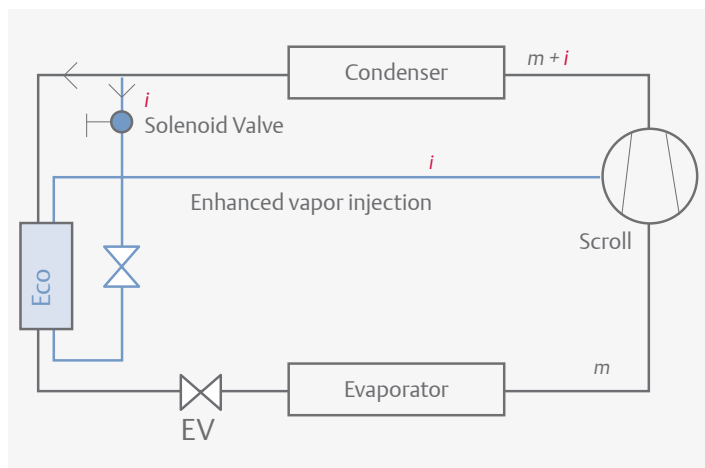 Condenser
m + i
i
Solenoid Valve
i
Enhanced vapor injection
Scroll
Eco
Evaporator
m
EV